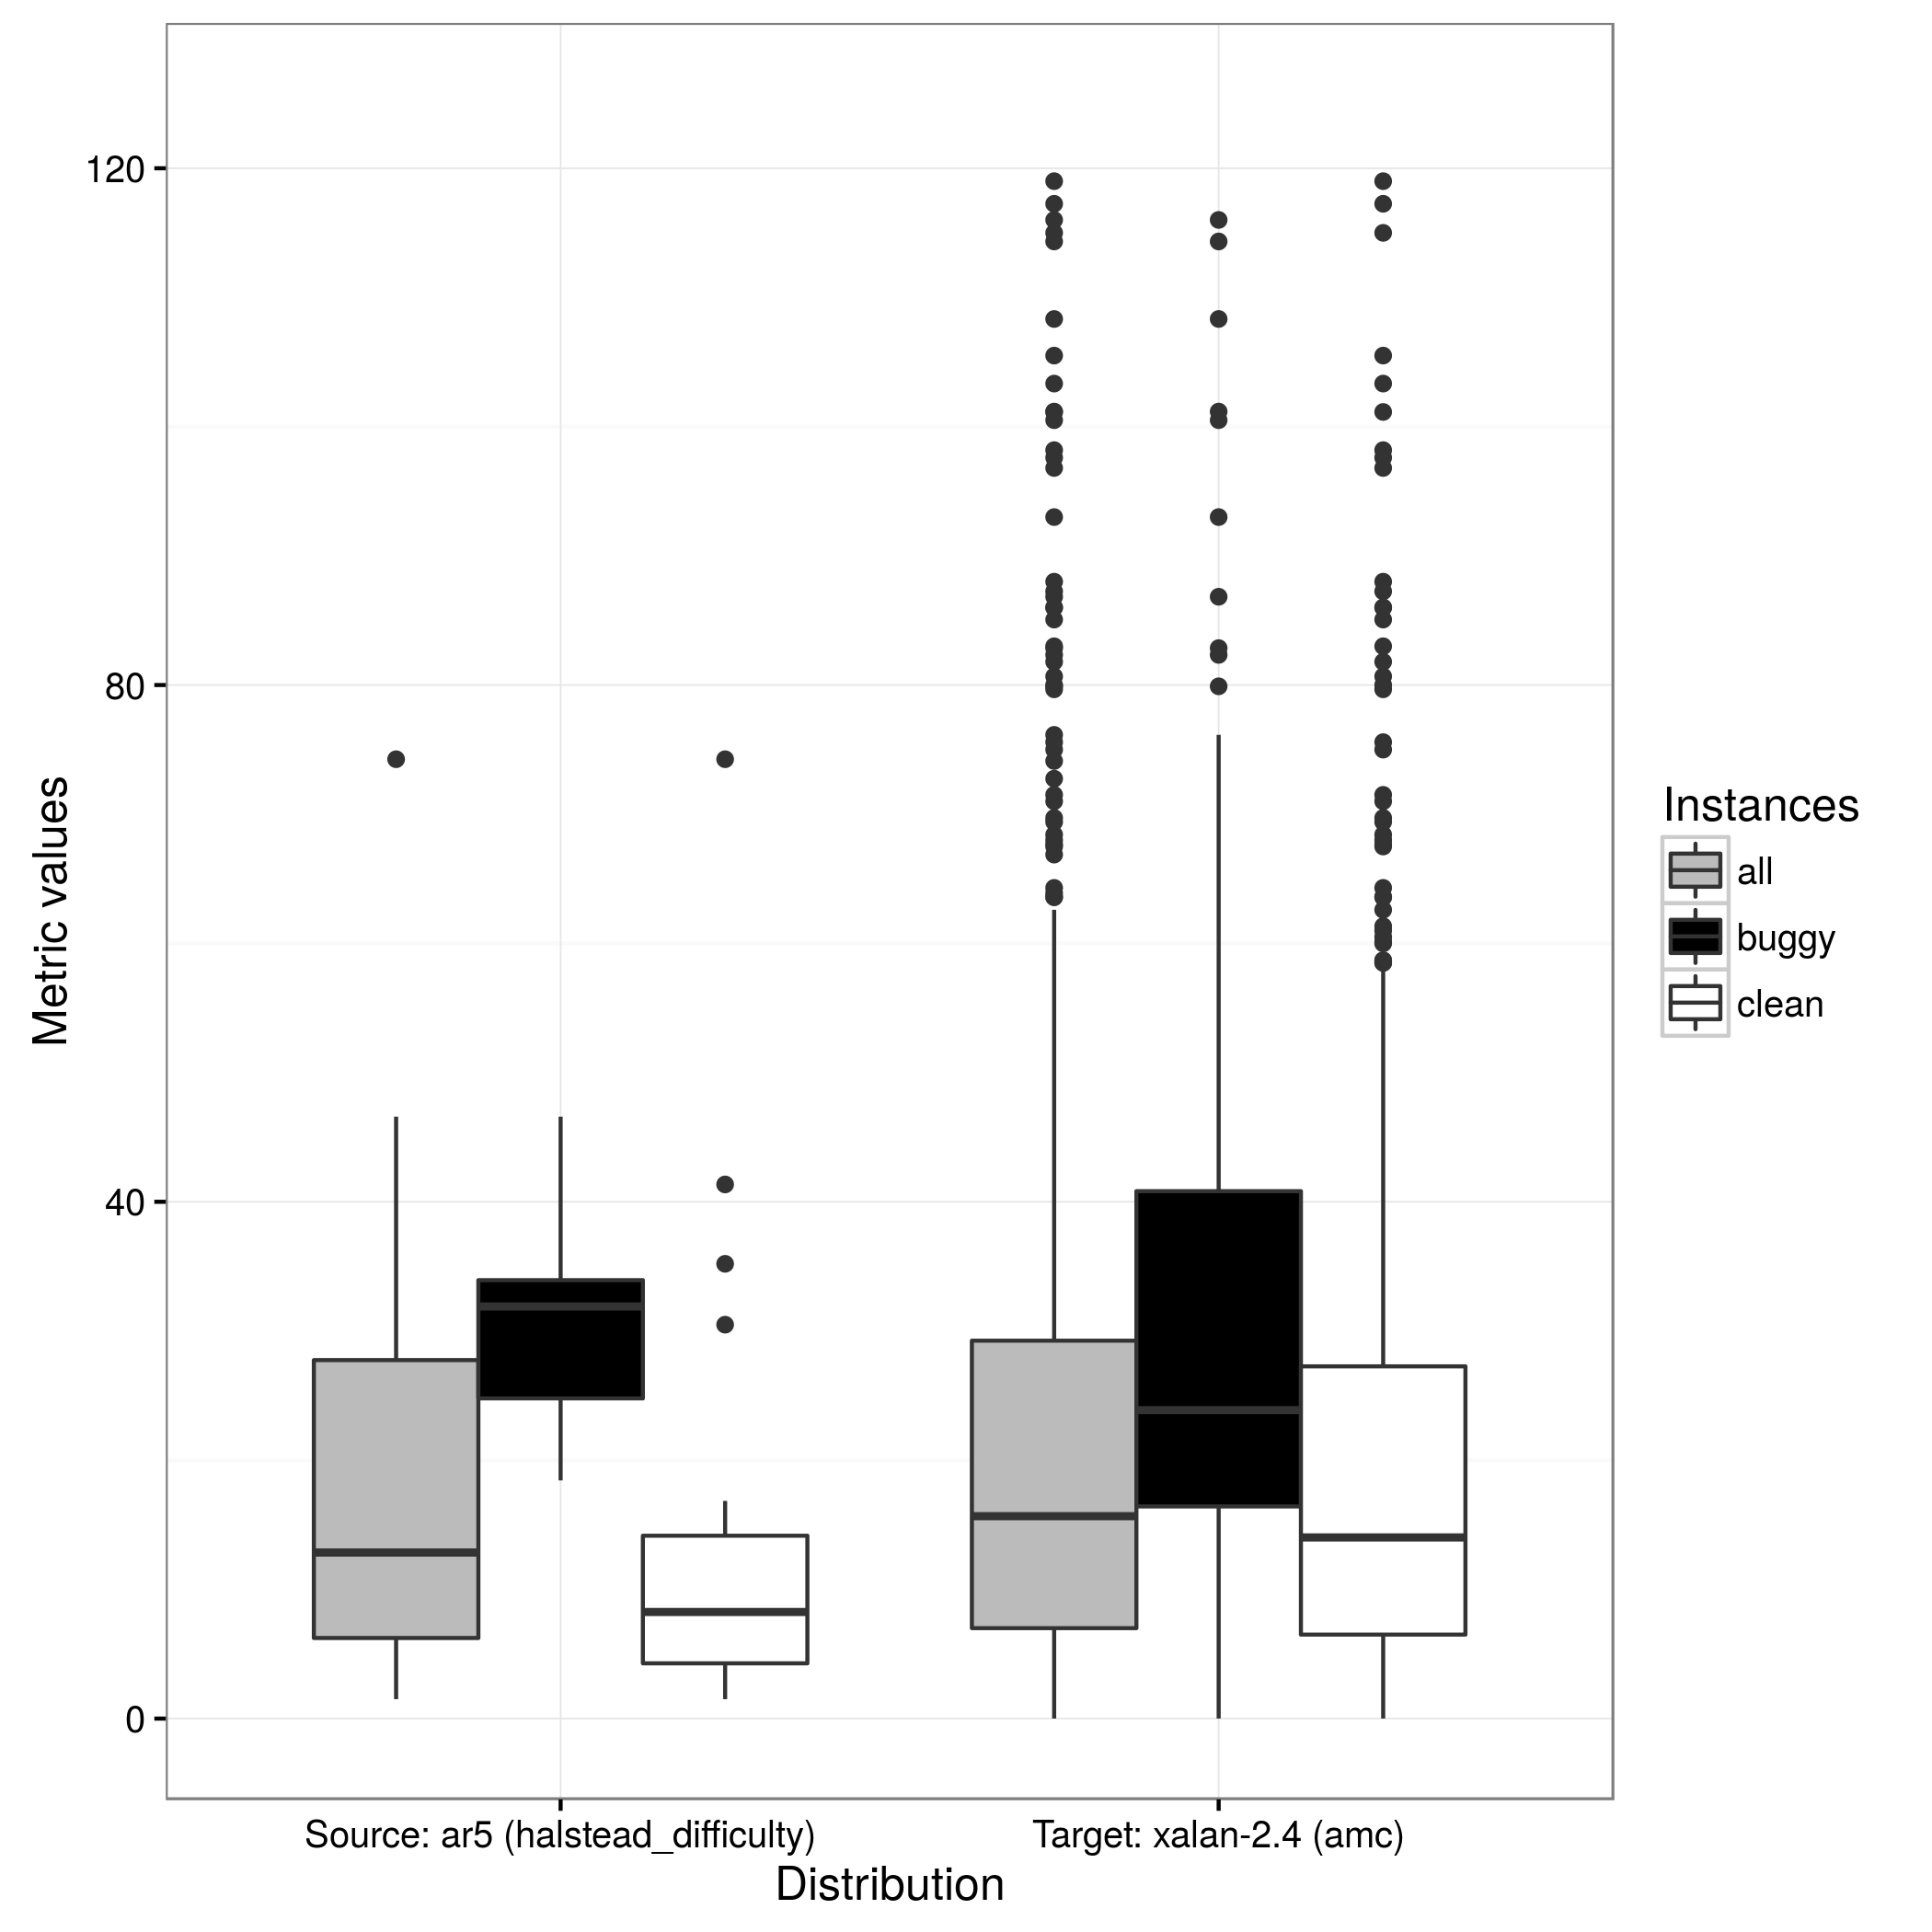 120
80
40
0
Metric values
Source: ar5 (halstead_difficulty)
Target: xalan-2.4 (amc)
Distribution
Instances
all
buggy
clean